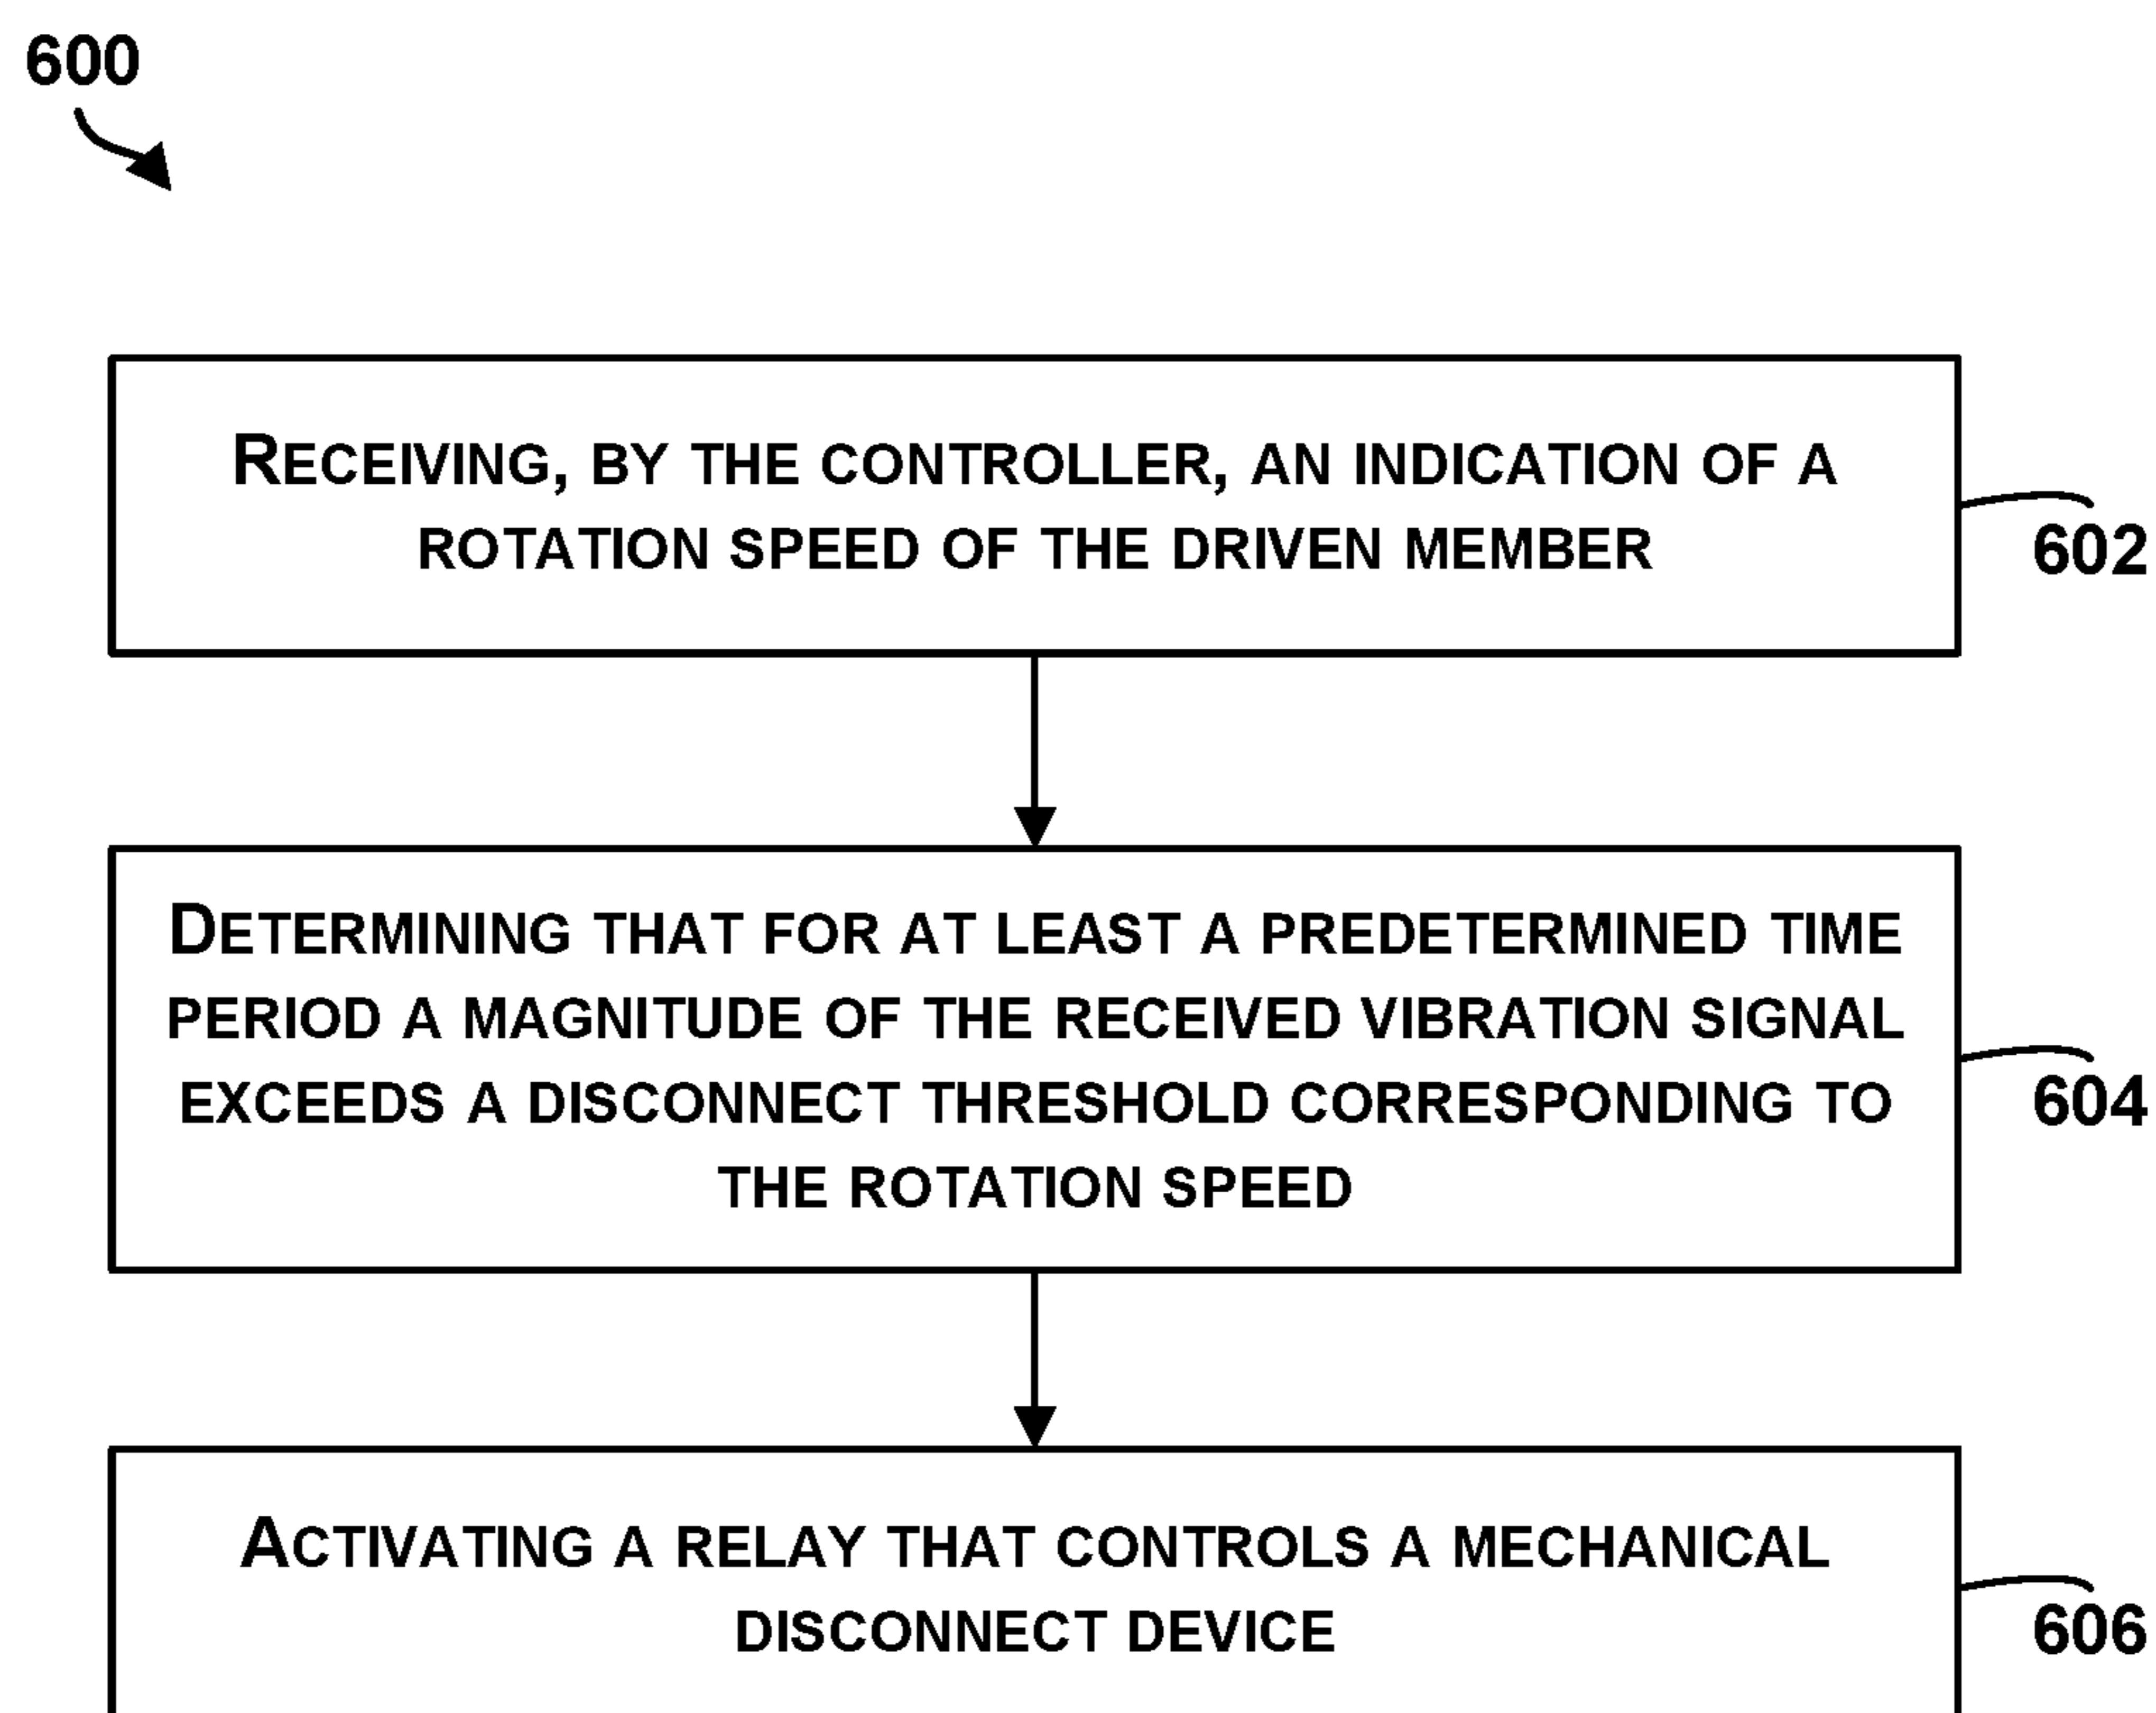 600
RECEIVING, BY THE CONTROLLER, AN INDICATION OF A
ROTATION SPEED OF THE DRIVEN MEMBER
602
DETERMINING THAT FOR AT LEAST A PREDETERMINED TIME
PERIOD A MAGNITUDE OF THE RECEIVED VIBRATION SIGNAL
EXCEEDS A DISCONNECT THRESHOLD CORRESPONDING TO
THE ROTATION SPEED
604
ACTIVATING A RELAY THAT CONTROLS A MECHANICAL
DISCONNECT DEVICE
606